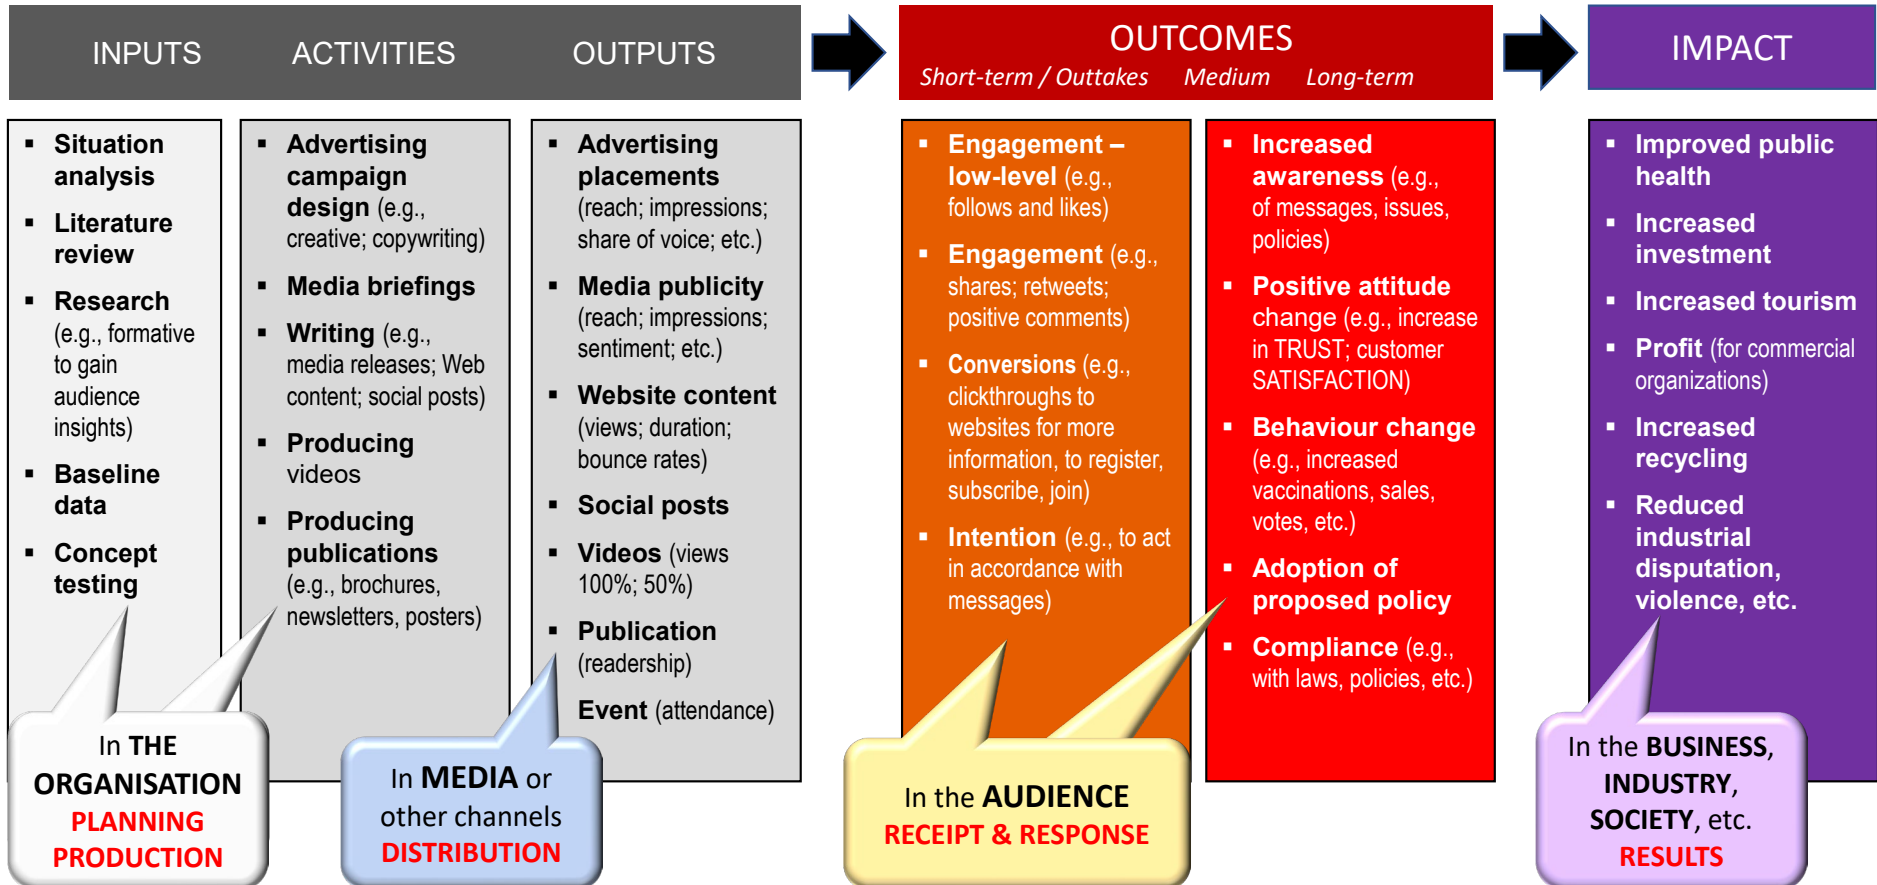 INPUTS
ACTIVITIES
OUTPUTS
OUTCOMES
Short-term / Outtakes Medium Long-term
IMPACT
▪ Situation
analysis
▪ Literature
review
▪ Research
(e.g., formative
to gain
audience
insights)
▪ Baseline
data
▪ Concept
testing
▪ Advertising
campaign
design (e.g.,
creative; copywriting)
▪ Media briefings
▪ Writing (e.g.,
media releases; Web
content; social posts)
▪ Producing
videos
▪ Producing
publications
(e.g., brochures,
newsletters, posters)
▪ Advertising
placements
(reach; impressions;
share of voice; etc.)
▪ Media publicity
(reach; impressions;
sentiment; etc.)
▪ Website content
(views; duration;
bounce rates)
▪ Social posts
▪ Videos (views
100%; 50%)
▪ Publication
(readership)
Event (attendance)
▪ Engagement –
low-level (e.g.,
follows and likes)
▪ Engagement (e.g.,
shares; retweets;
positive comments)
▪ Conversions (e.g.,
clickthroughs to
websites for more
information, to register,
subscribe, join)
▪ Intention (e.g., to act
in accordance with
messages)
▪ Increased
awareness (e.g.,
of messages, issues,
policies)
▪ Positive attitude
change (e.g., increase
in TRUST; customer
SATISFACTION)
▪ Behaviour change
(e.g., increased
vaccinations, sales,
votes, etc.)
▪ Adoption of
proposed policy
▪ Compliance (e.g.,
with laws, policies, etc.)
▪ Improved public
health
▪ Increased
investment
▪ Increased tourism
▪ Profit (for commercial
organizations)
▪ Increased
recycling
▪ Reduced
industrial
disputation,
violence, etc.
In THE
ORGANISATION
PLANNING
PRODUCTION
In MEDIA or
other channels
DISTRIBUTION
In the AUDIENCE
RECEIPT & RESPONSE
In the BUSINESS,
INDUSTRY,
SOCIETY, etc.
RESULTS